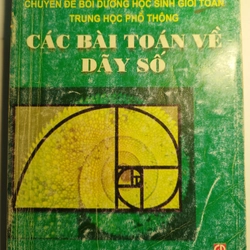 CHUYÊN ĐỀ BỒI DƯỠNG HỌC SINH GIỎI TOÁN
TRUNG HỌC PHỔ THÔNG
CÁC BÀI TOÁN VỀ
DÃY SỐ